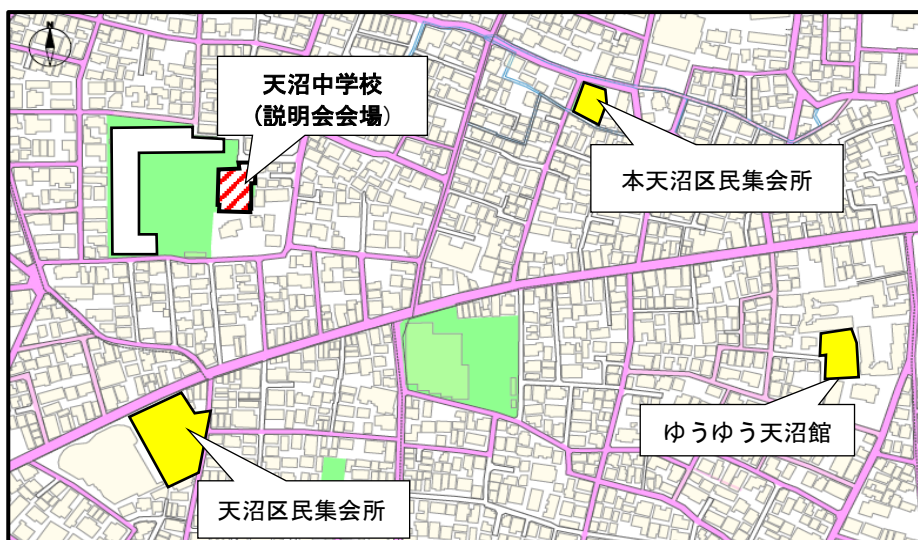 天沼中学校
(説明会会場)
本天沼区民集会所
ゆうゆう天沼館
天沼区民集会所